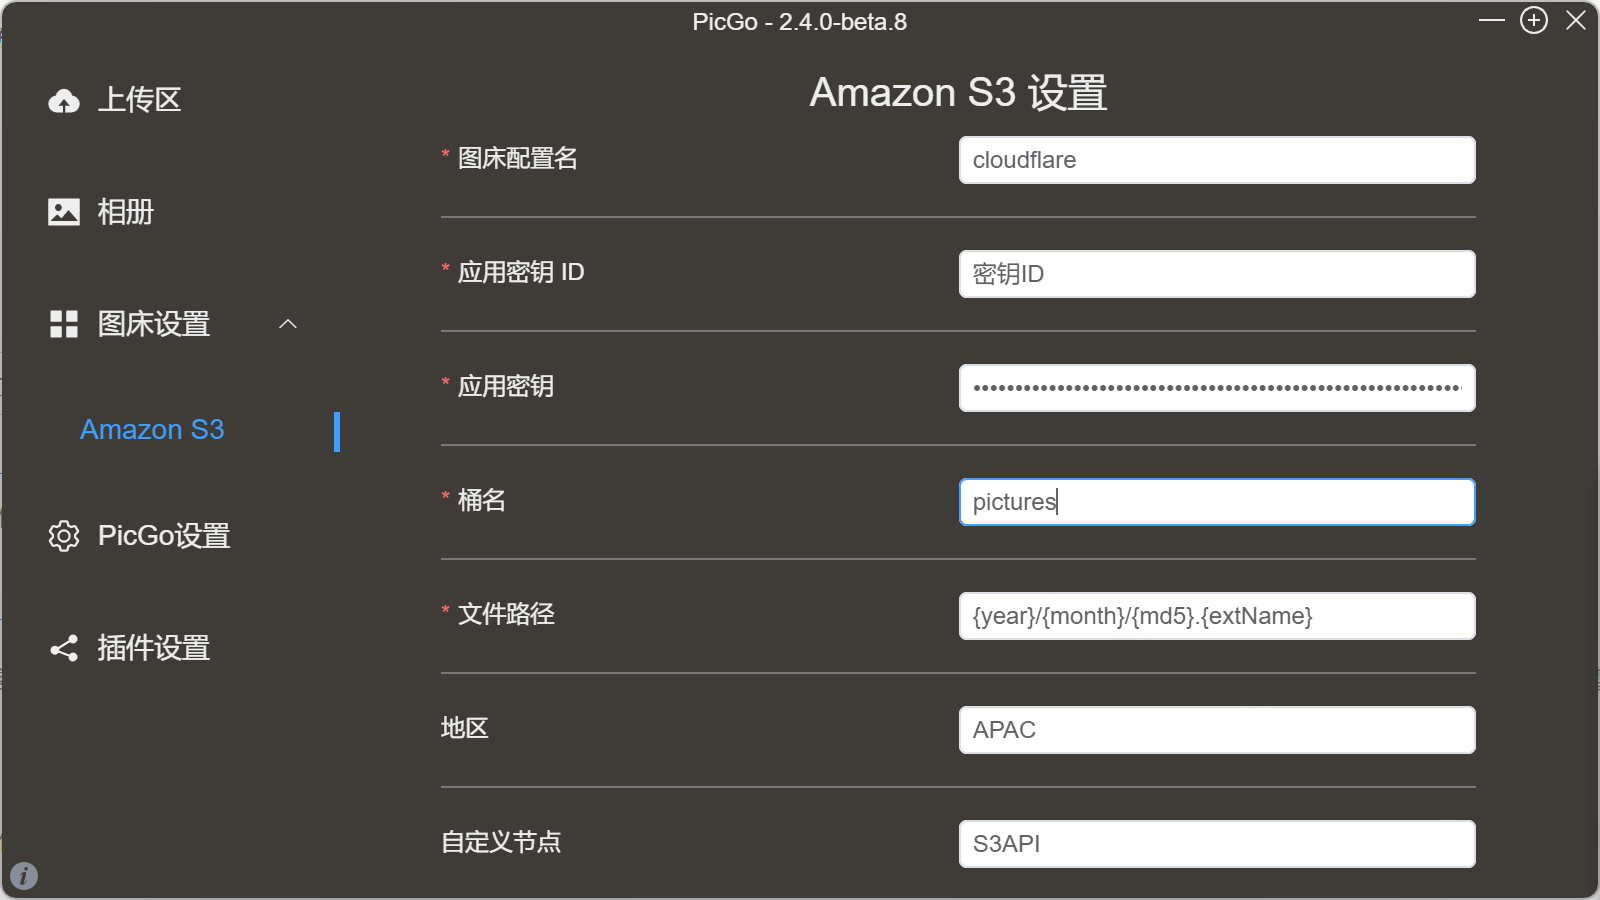 PicGo - 2.4.0-beta.8
上传区
相册
图床设置
Amazon S3
PicGo设置
插件设置
Amazon S3 设置
* 图床配置名
cloudflare
* 应用密钥 ID
密钥ID
* 应用密钥
* 桶名
pictures
* 文件路径
{year}/{month}/{md5}.{extName}
地区
APAC
自定义节点
S3API